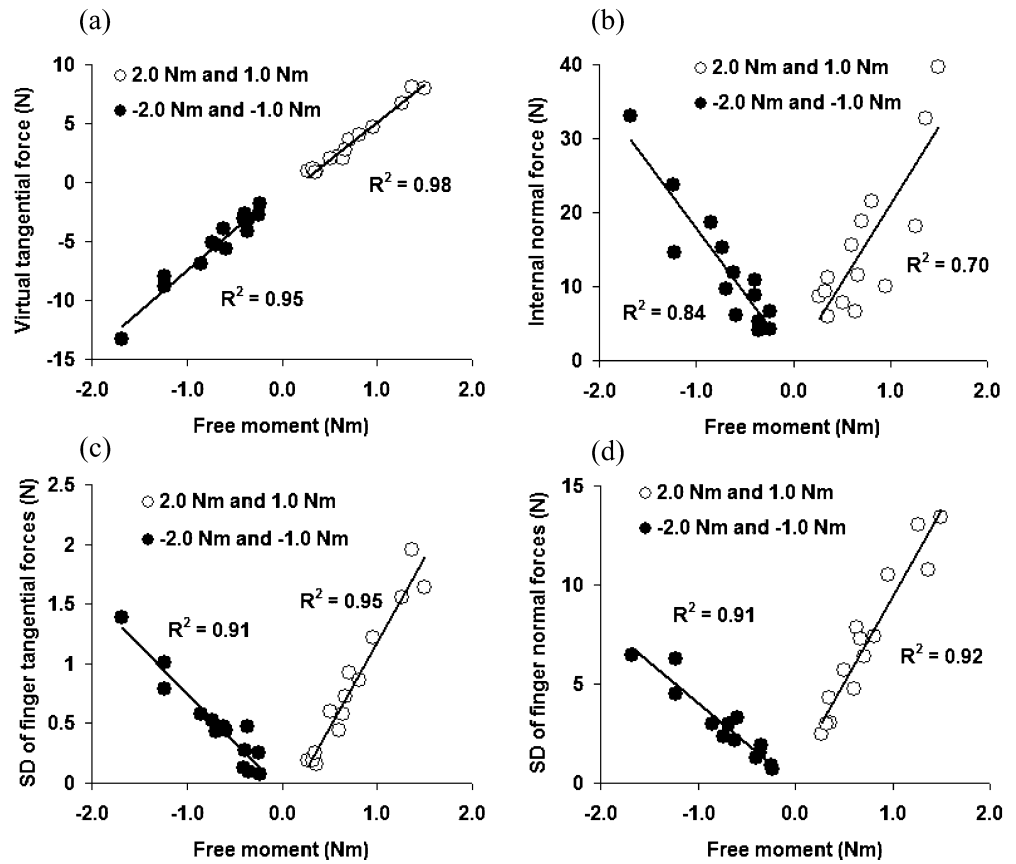 (a)
2.0 Nm and 1.0 Nm
-2.0 Nm and -1.0 Nm
Virtual tangential force (N)
10
5
0
-5
-10
-15
R² = 0.98
R² = 0.95
-2.0 -1.0 0.0 1.0 2.0
Free moment (Nm)
(b)
2.0 Nm and 1.0 Nm
-2.0 Nm and -1.0 Nm
Internal normal force (N)
40
30
20
10
0
R² = 0.70
R² = 0.84
-2.0 -1.0 0.0 1.0 2.0
Free moment (Nm)
(c)
2.0 Nm and 1.0 Nm
-2.0 Nm and -1.0 Nm
SD of finger tangential forces (N)
2.5
2
1.5
1
0.5
0
R² = 0.95
R² = 0.91
-2.0 -1.0 0.0 1.0 2.0
Free moment (Nm)
(d)
2.0 Nm and 1.0 Nm
-2.0 Nm and -1.0 Nm
SD of finger normal forces (N)
15
10
5
0
R² = 0.91
R² = 0.92
-2.0 -1.0 0.0 1.0 2.0
Free moment (Nm)